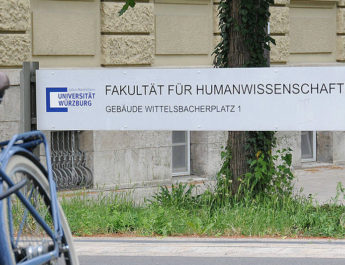 UNIVERSITÄT
WÜRZBURG
FAKULTÄT FÜR HUMANWISSENSCHAFT
GEBÄUDE WITTELSBACHERPLATZ 1